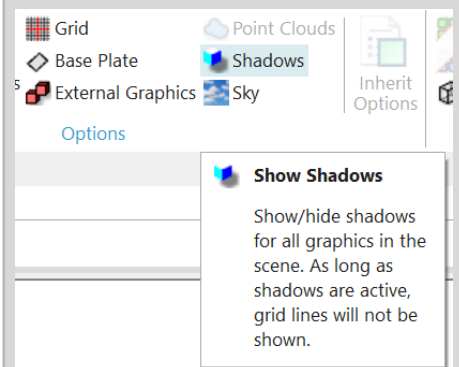 Grid
Point Clouds
Base Plate
Shadows
s External Graphics
Sky
Inherit
Options
Options
Show Shadows
Show/hide shadows
for all graphics in the
scene. As long as
shadows are active,
grid lines will not be
shown.